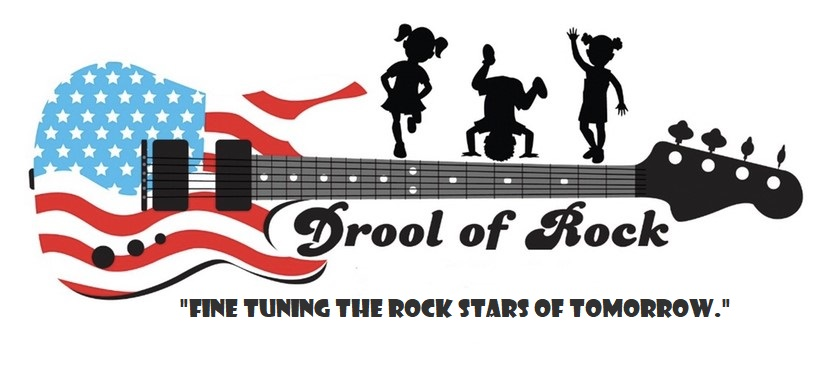 Drool of Rock
"FINE TUNING THE ROCK STARS OF TOMORROW."